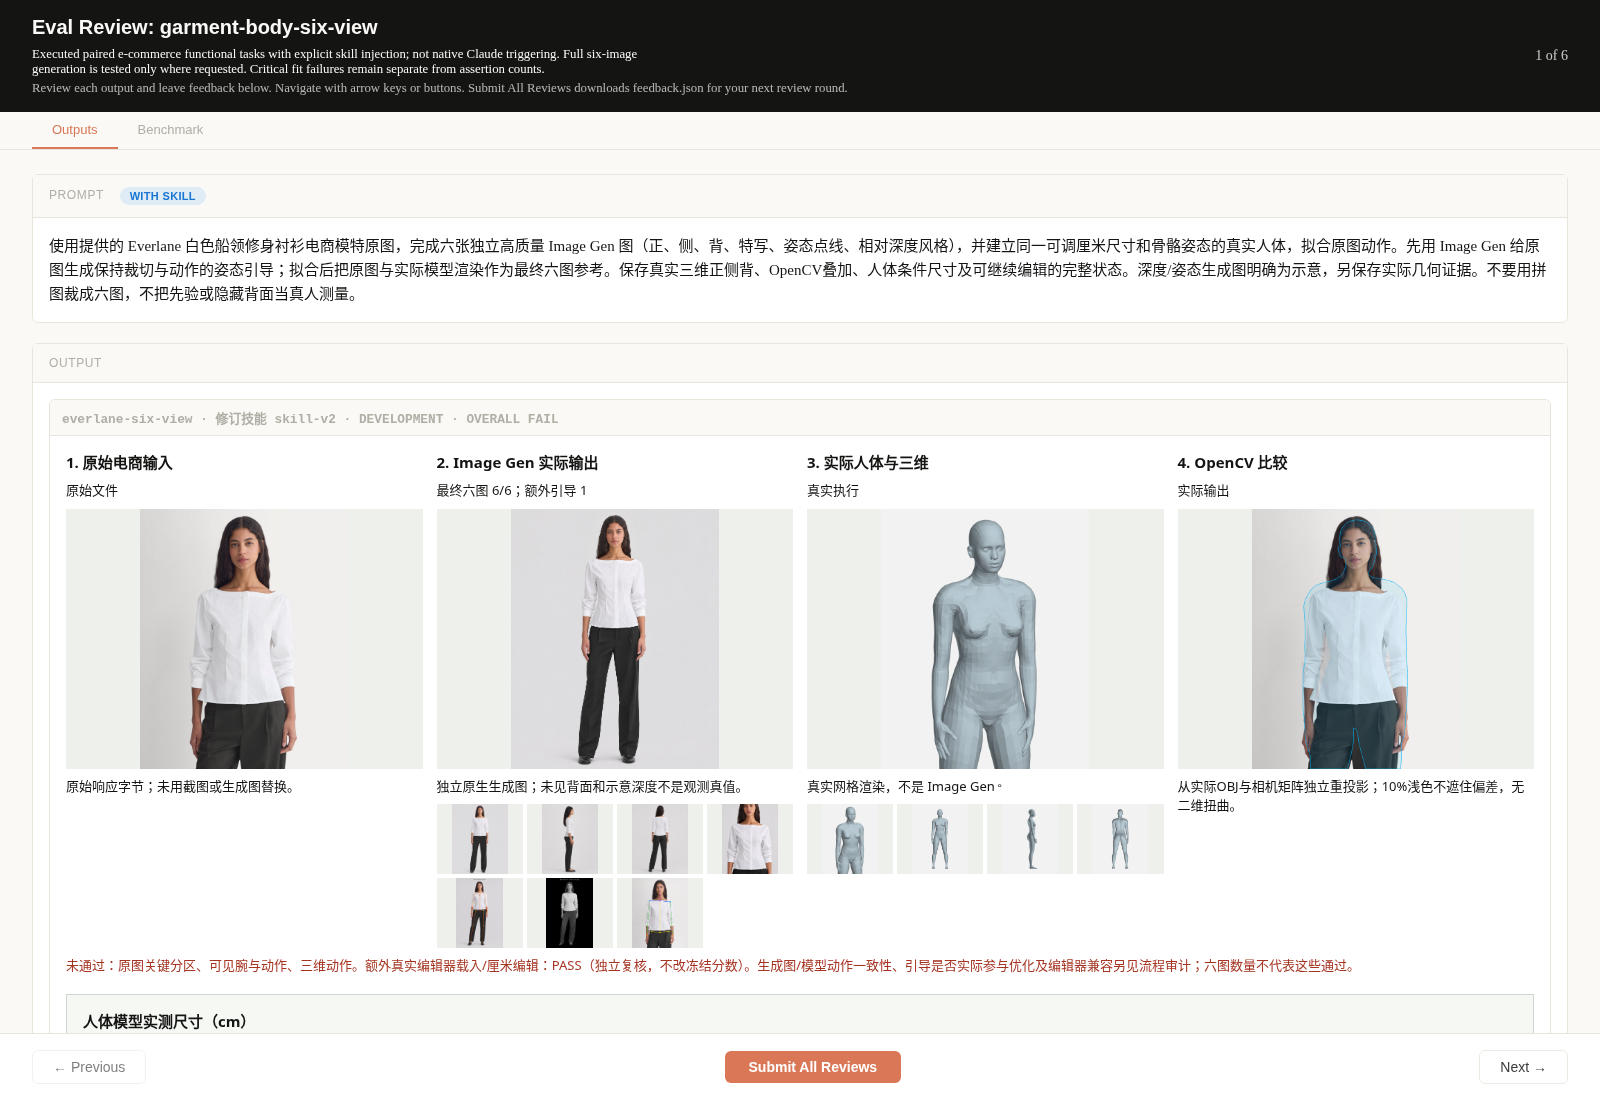 Eval Review: garment-body-six-view
Executed paired e-commerce functional tasks with explicit skill injection; not native Claude triggering. Full six-image
generation is tested only where requested. Critical fit failures remain separate from assertion counts.
Review each output and leave feedback below. Navigate with arrow keys or buttons. Submit All Reviews downloads feedback.json for your next review round.
1 of 6
Outputs
Benchmark
PROMPT
WITH SKILL
使用提供的 Everlane 白色船领修身衬衫电商模特原图，完成六张独立高质量 Image Gen 图（正、侧、背、特写、姿态点线、相对深度风格），并建立同一可调厘米尺寸和骨骼姿态的真实人体，拟合原图动作。先用 Image Gen 给原
图生成保持裁切与动作的姿态引导；拟合后把原图与实际模型渲染作为最终六图参考。保存真实三维正侧背、OpenCV叠加、人体条件尺寸及可继续编辑的完整状态。深度/姿态生成图明确为示意，另保存实际几何证据。不要用拼
图裁成六图，不把先验或隐藏背面当真人测量。
OUTPUT
everlane-six-view · 修订技能 skill-v2 · DEVELOPMENT · OVERALL FAIL
1. 原始电商输入
原始文件
原始响应字节；未用截图或生成图替换。
2. Image Gen 实际输出
最终六图 6/6；额外引导 1
独立原生生成图；未见背面和示意深度不是观测真值。
3. 实际人体与三维
真实执行
真实网格渲染，不是 Image Gen。
4. OpenCV 比较
实际输出
从实际OBJ与相机矩阵独立重投影；10%浅色不遮住偏差，无
二维扭曲。
未通过：原图关键分区、可见腕与动作、三维动作。额外真实编辑器载入/厘米编辑：PASS（独立复核，不改冻结分数）。生成图/模型动作一致性、引导是否实际参与优化及编辑器兼容另见流程审计；六图数量不代表这些通过。
人体模型实测尺寸（cm）
← Previous
Submit All Reviews
Next →